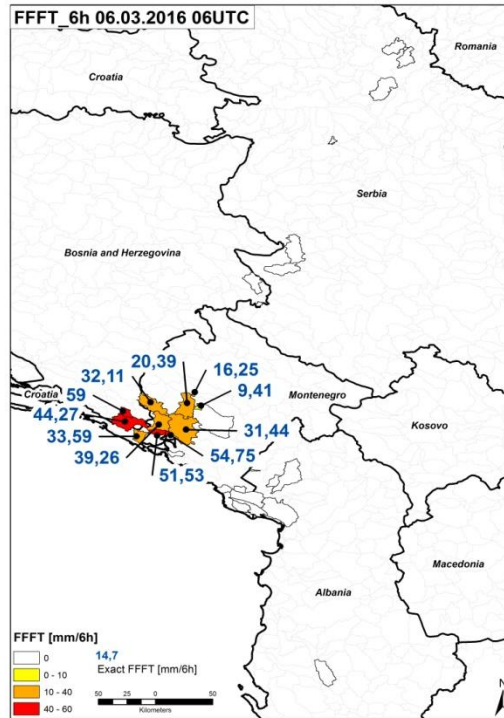 FFFT_6h 06.03.2016 06UTC
Romania
Croatia
Serbia
Bosnia and Herzegovina
20,39
16,25
32,11
9,41
59
Croatia
Montenegro
44,27
Kosovo
33,59
31,44
39,26
54,75
51,53
Macedonia
Albania
FFFT [mm/6h]
0
0 - 10
10 - 40
40 - 60
14,7
Exact FFFT [mm/6h]
50 25 0 50
Kilometers
N